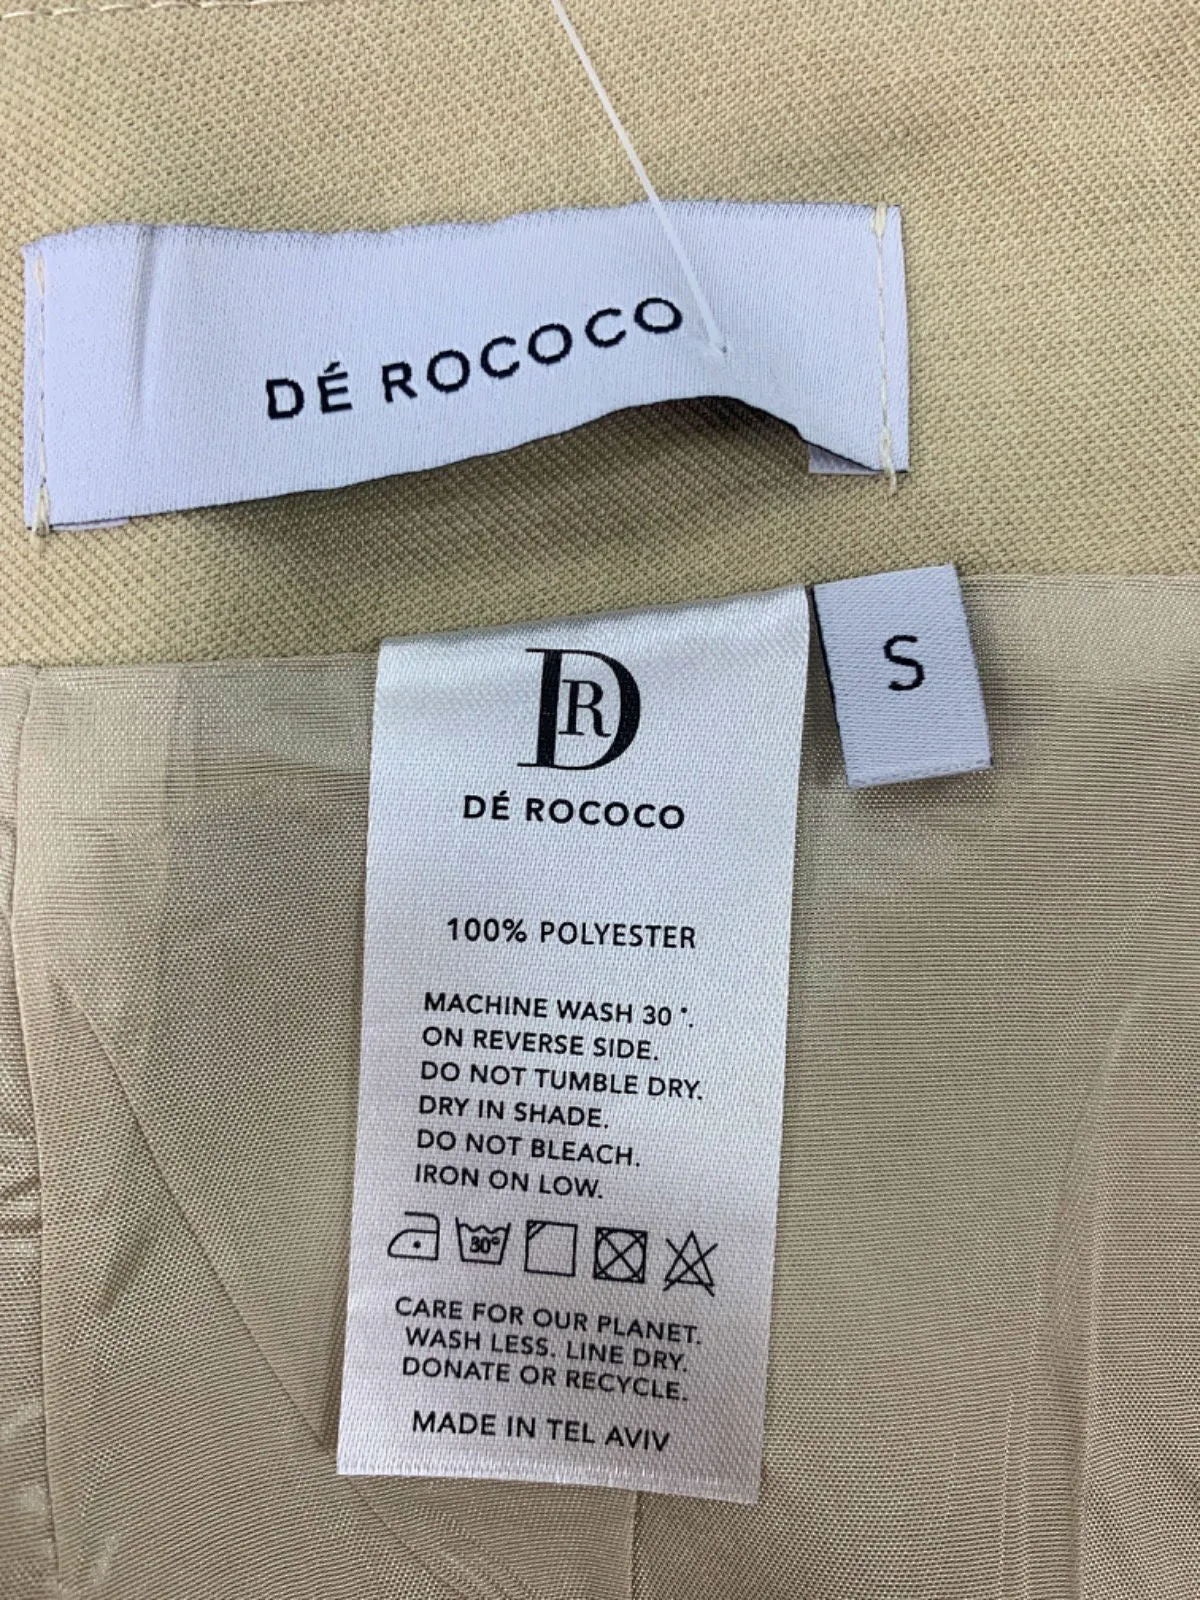 DÉ ROCOCO
S
DR
DÉ ROCOCO
100% POLYESTER
MACHINE WASH 30 °.
ON REVERSE SIDE.
DO NOT TUMBLE DRY.
DRY IN SHADE.
DO NOT BLEACH.
IRON ON LOW.
30°
CARE FOR OUR PLANET.
WASH LESS. LINE DRY.
DONATE OR RECYCLE.
MADE IN TEL AVIV